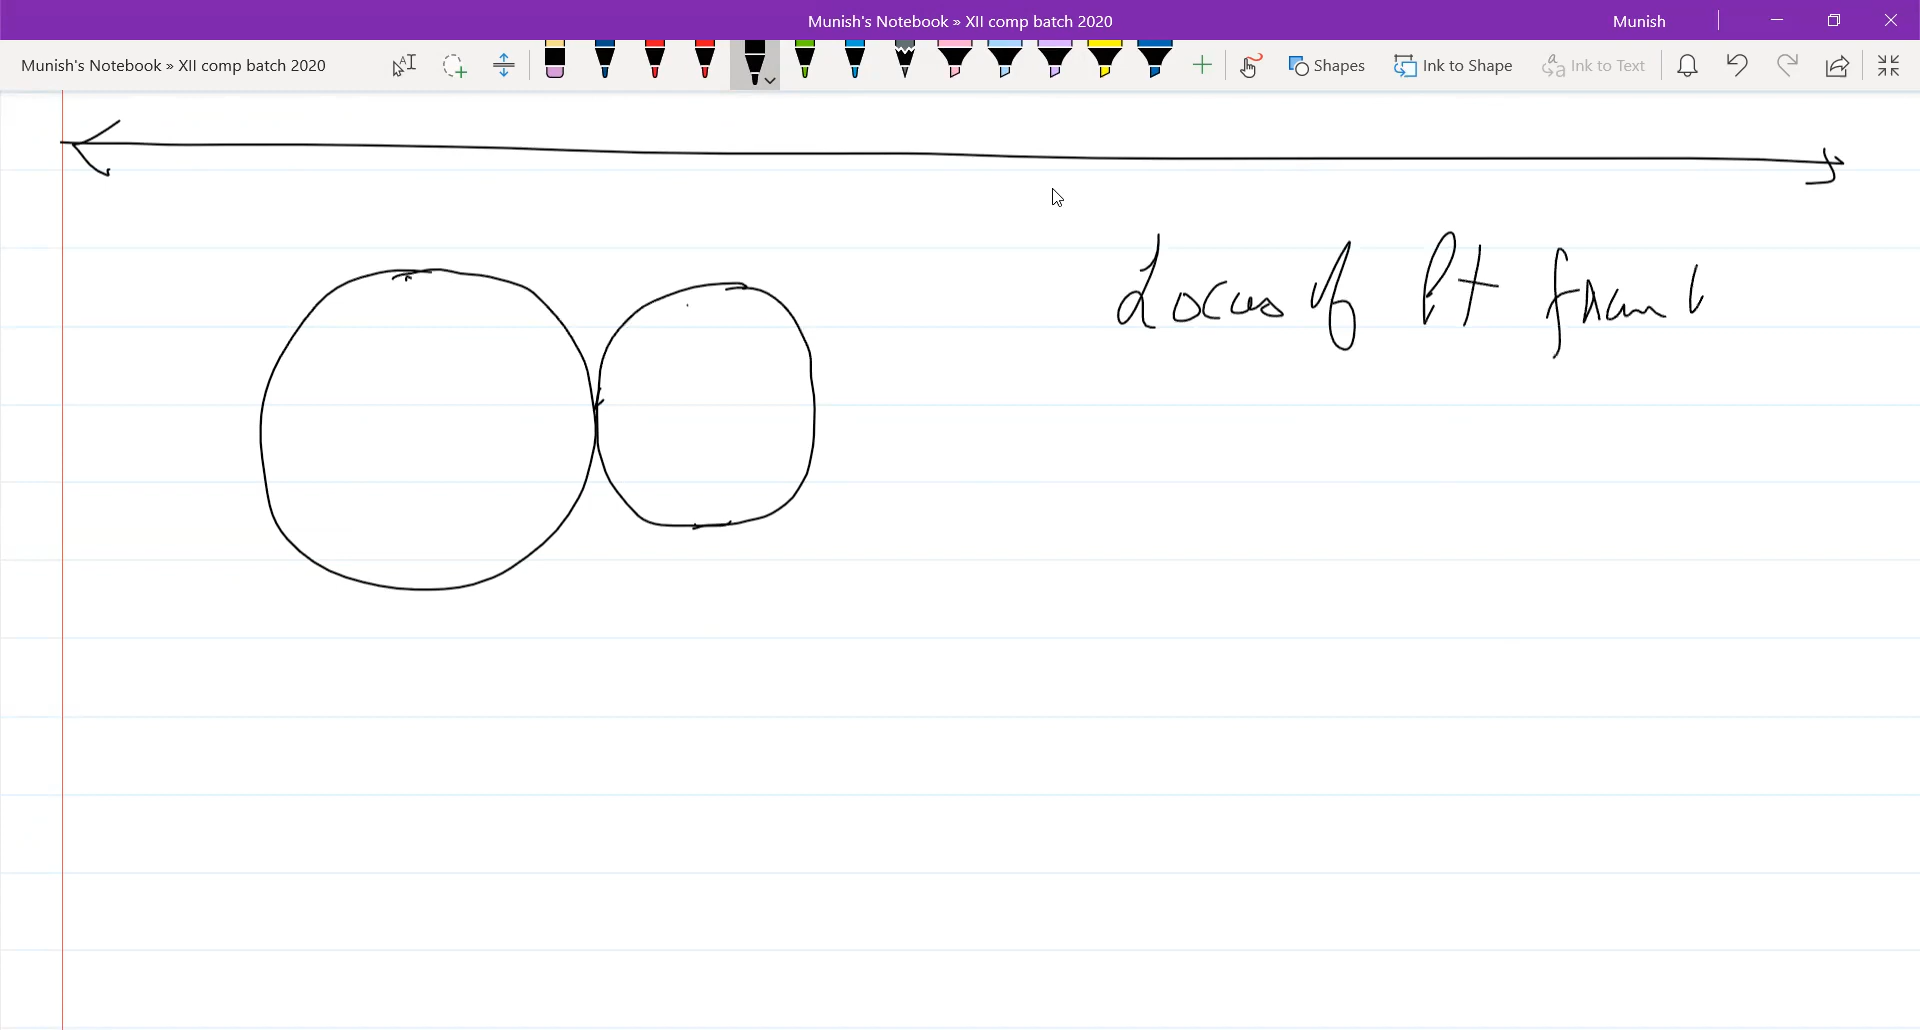 Munish's Notebook » XII comp batch 2020
Munish
Munish's Notebook » XII comp batch 2020
Shapes
Ink to Shape
Ink to Text
Locus of Pt from